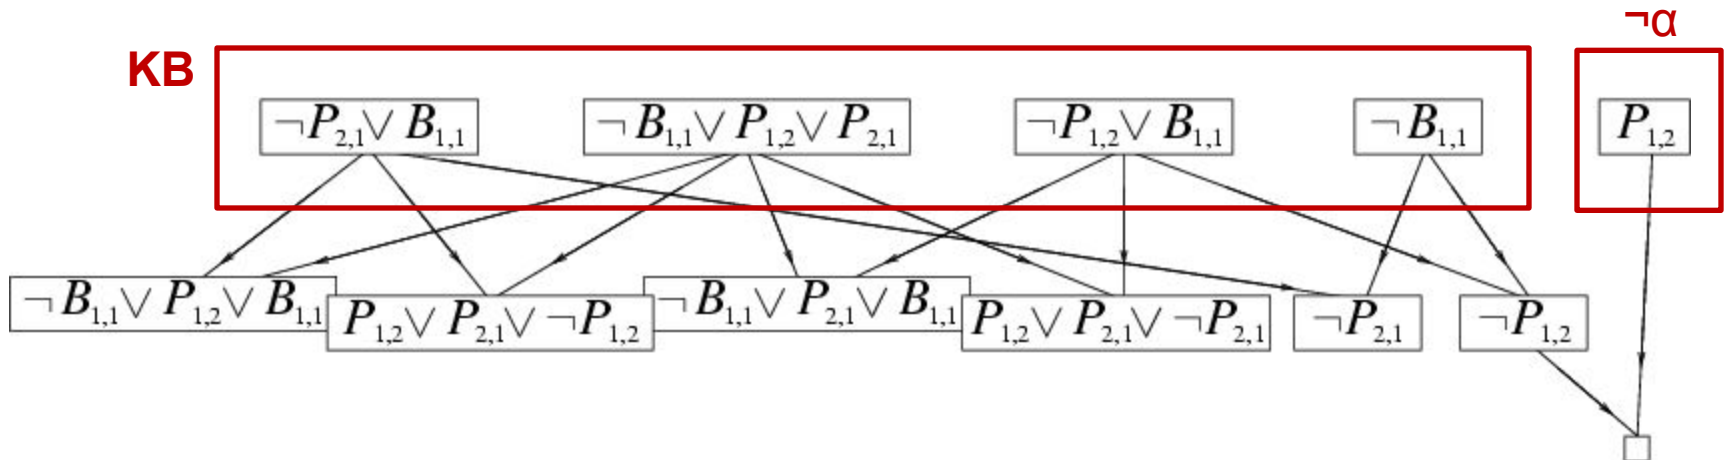 ¬α
KB
¬P2,1 ∨ B1,1
¬B1,1 ∨ P1,2 ∨ P2,1
¬P1,2 ∨ B1,1
¬B1,1
P1,2
¬B1,1 ∨ P1,2 ∨ B1,1
P1,2 ∨ P2,1 ∨ ¬P1,2
¬B1,1 ∨ P2,1 ∨ B1,1
P1,2 ∨ P2,1 ∨ ¬P2,1
¬P2,1
¬P1,2